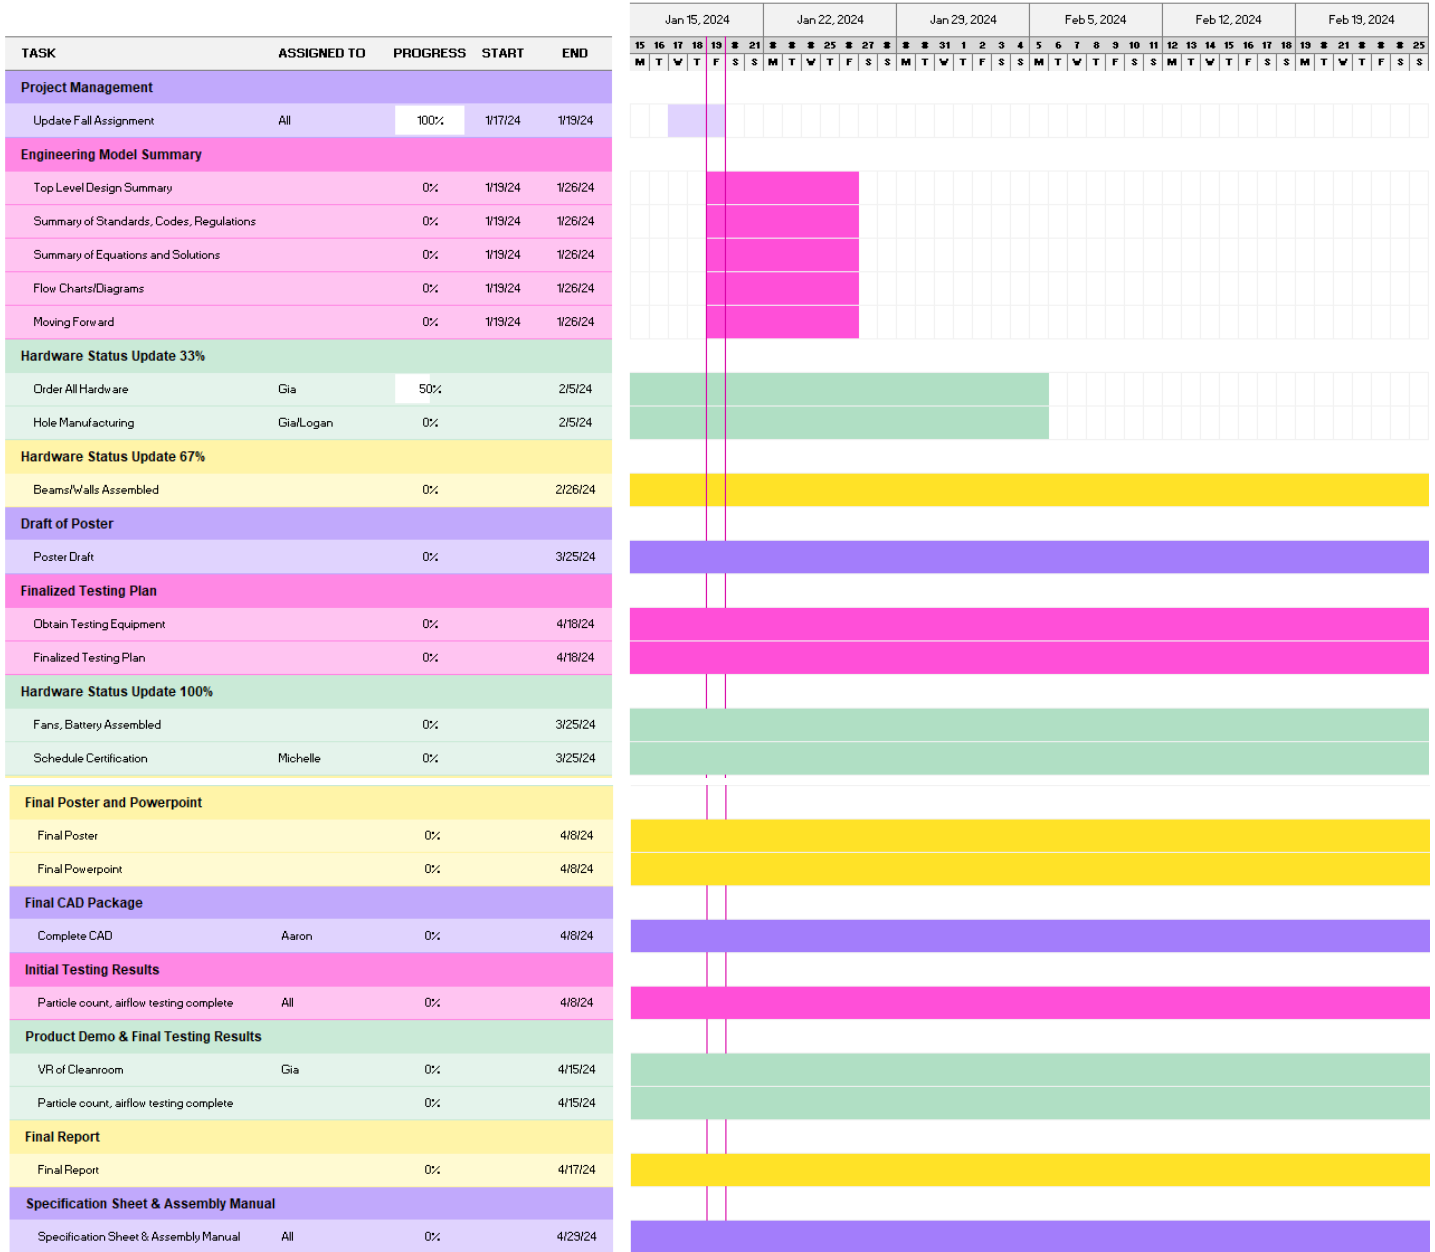 Jan 15, 2024 Jan 22, 2024 Jan 29, 2024 Feb 5, 2024 Feb 12, 2024 Feb 19, 2024
TASK ASSIGNED TO PROGRESS START END
15 16 17 18 19 # 21 # # # 25 # 27 # # # 31 1 2 3 4 5 6 7 8 9 10 11 12 13 14 15 16 17 18 19 # 21 # # # 25
M T W T F S S M T W T F S S M T W T F S S M T W T F S S M T W T F S S M T W T F S S
Project Management
Update Fall Assignment All 100% 1/17/24 1/19/24
Engineering Model Summary
Top Level Design Summary 0% 1/19/24 1/26/24
Summary of Standards, Codes, Regulations 0% 1/19/24 1/26/24
Summary of Equations and Solutions 0% 1/19/24 1/26/24
Flow Charts/Diagrams 0% 1/19/24 1/26/24
Moving Forward 0% 1/19/24 1/26/24
Hardware Status Update 33%
Order All Hardware Gia 50% 2/5/24
Hole Manufacturing Gia/Logan 0% 2/5/24
Hardware Status Update 67%
Beams/Walls Assembled 0% 2/26/24
Draft of Poster
Poster Draft 0% 3/25/24
Finalized Testing Plan
Obtain Testing Equipment 0% 4/18/24
Finalized Testing Plan 0% 4/18/24
Hardware Status Update 100%
Fans, Battery Assembled 0% 3/25/24
Schedule Certification Michelle 0% 3/25/24
Final Poster and Powerpoint
Final Poster 0% 4/8/24
Final Powerpoint 0% 4/8/24
Final CAD Package
Complete CAD Aaron 0% 4/8/24
Initial Testing Results
Particle count, airflow testing complete All 0% 4/8/24
Product Demo & Final Testing Results
VR of Cleanroom Gia 0% 4/15/24
Particle count, airflow testing complete 0% 4/15/24
Final Report
Final Report 0% 4/17/24
Specification Sheet & Assembly Manual
Specification Sheet & Assembly Manual All 0% 4/29/24